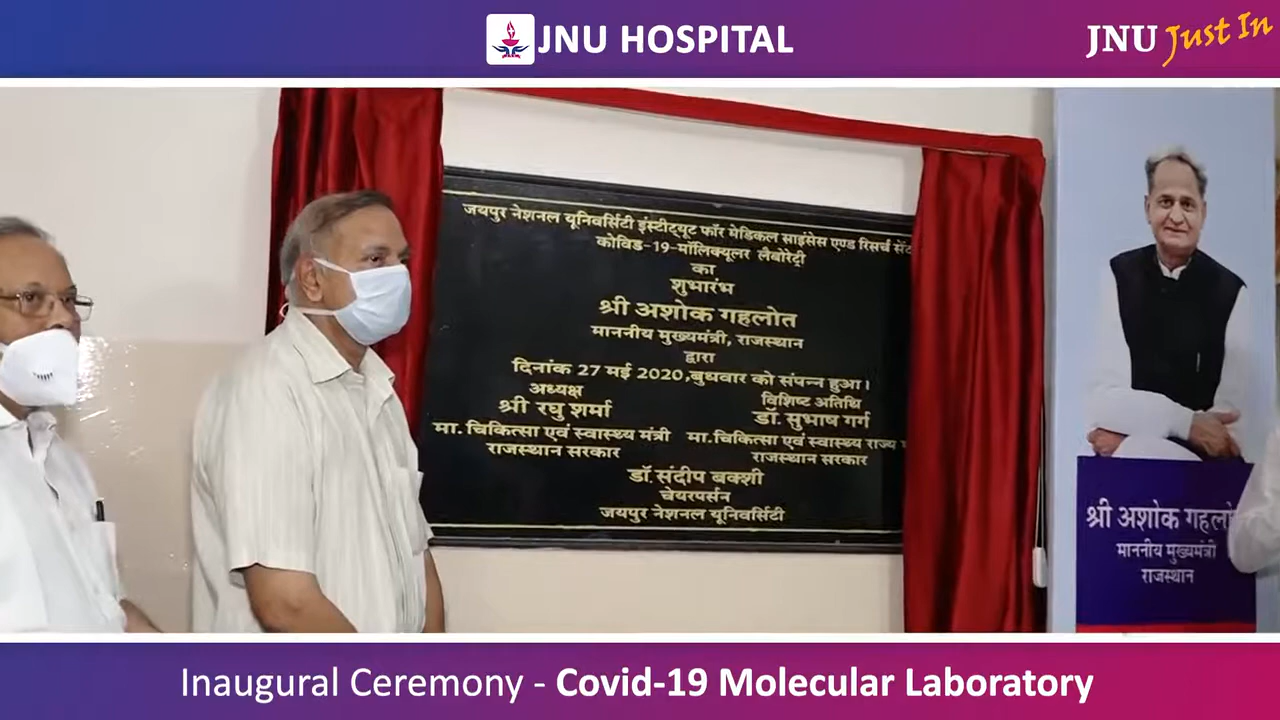 JNU HOSPITAL
JNU Just In
जयपुर नेशनल यूनिवर्सिटी इंस्टीट्यूट फॉर मेडिकल साइंसेस एण्ड रिसर्च
कोविड-19-मॉलिक्यूलर लैबोरेट्री
का
शुभारंभ
श्री अशोक गहलोत
माननीय मुख्यमंत्री, राजस्थान
द्वारा
दिनांक 27 मई 2020,बुधवार को संपन्न हुआ।
अध्यक्ष
श्री रघु शर्मा
मा. चिकित्सा एवं स्वास्थ्य मंत्री
राजस्थान सरकार
विशिष्ट अतिथि
डॉ. सुभाष गर्ग
मा. चिकित्सा एवं स्वास्थ्य राज्य
राजस्थान सरकार
डॉ. संदीप बक्शी
चेयरपर्सन
जयपुर नेशनल यूनिवर्सिटी
श्री अशोक
माननीय मुख्यमंत्री
राजस्थान
Inaugural Ceremony - Covid-19 Molecular Laboratory